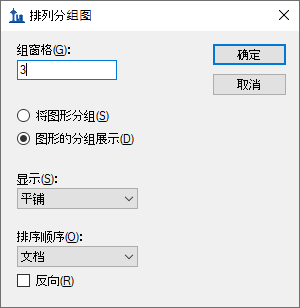 排列分组图
组窗格(G):
3
确定
取消
将图形分组(S)
图形的分组展示(D)
显示(S):
平铺
排序顺序(O):
文档
反向(R)